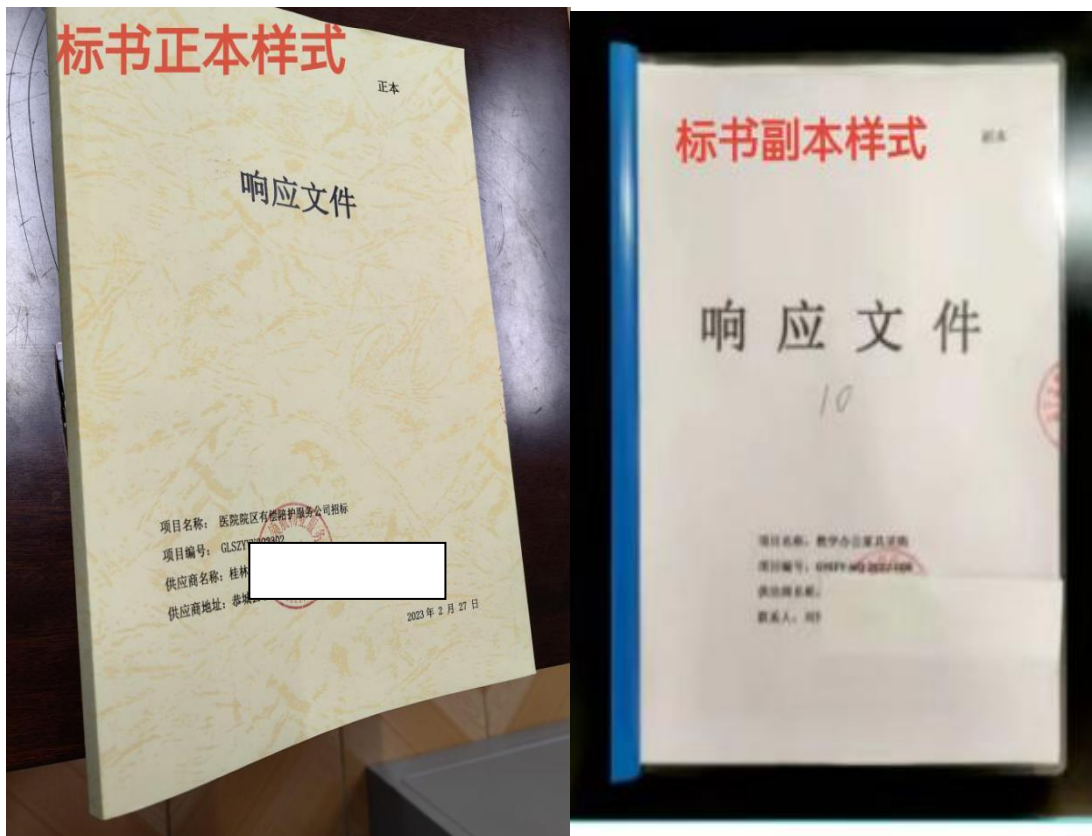 标书正本样式
正本
响应文件
项目名称： 医院院区有偿陪护服务公司招标
项目编号： GLSZY
供应商名称：桂林
供应商地址：恭城
2023 年 2 月 27 日
标书副本样式
副本
响应文件
10
项目名称：教学办公家具采购
项目编号：
供应商名称：
联系人：